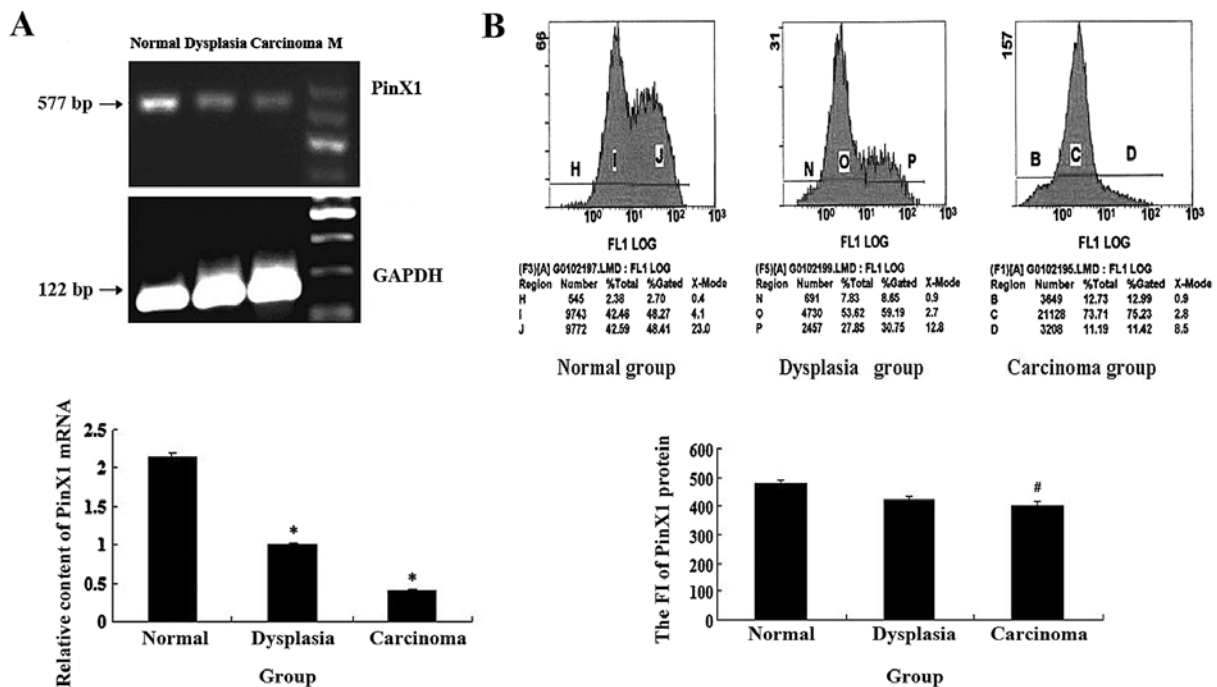 A
Normal Dysplasia Carcinoma M
577 bp
PinX1
122 bp
GAPDH
Relative content of PinX1 mRNA
2.5
2
1.5
1
0.5
0
*
*
Normal Dysplasia Carcinoma
Group
B
66
H I J
10⁰ 10¹ 10² 10³
FL1 LOG
(F3)[A] G0102197.LMD : FL1 LOG
Region Number %Total %Gated X-Mode
H 545 2.38 2.70 0.4
I 9743 42.46 48.27 4.1
J 9772 42.59 48.41 23.0
Normal group
31
N O P
10⁰ 10¹ 10² 10³
FL1 LOG
(F5)[A] G0102199.LMD : FL1 LOG
Region Number %Total %Gated X-Mode
N 691 7.83 8.65 0.9
O 4730 53.62 59.19 2.7
P 2457 27.85 30.75 12.8
Dysplasia group
157
B C D
10⁰ 10¹ 10² 10³
FL1 LOG
(F1)[A] G0102195.LMD : FL1 LOG
Region Number %Total %Gated X-Mode
B 3649 12.73 12.99 0.9
C 21128 73.71 75.23 2.8
D 3208 11.19 11.42 8.5
Carcinoma group
The FI of PinX1 protein
600
500
400
300
200
100
0
#
Normal Dysplasia Carcinoma
Group